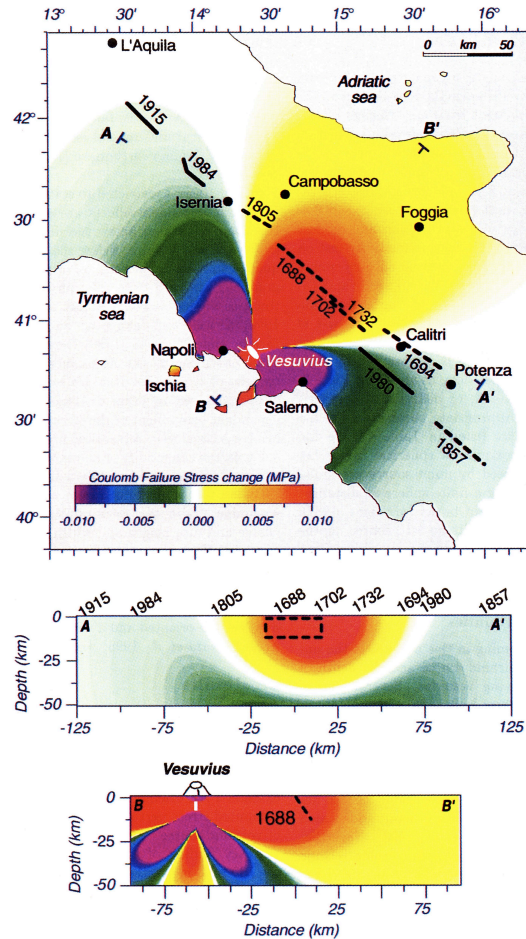 13° 30' 14° 30' 15° 30' 16°
L'Aquila
0 km 50
Adriatic
sea
42°
1915
A
B'
1984
Campobasso
Isernia
1805
30'
Foggia
1688
Tyrrhenian
sea
1702
1732
41°
Calitri
Napoli
Vesuvius
1694
Potenza
Ischia
1980
A'
B
Salerno
30'
1857
Coulomb Failure Stress change (MPa)
-0.010 -0.005 0.000 0.005 0.010
40°
1915 1984 1805 1688 1702 1732 1694 1980 1857
0
A A'
-25
-50
Depth (km)
-125 -75 -25 25 75 125
Distance (km)
Vesuvius
0
B B'
1688
-25
-50
Depth (km)
-75 -25 25 75
Distance (km)